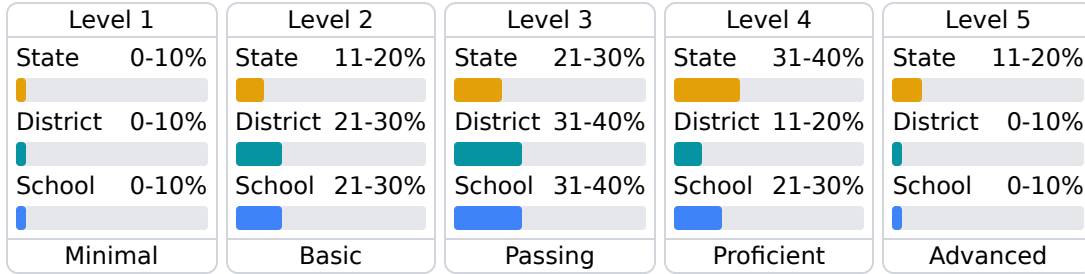 Level 1
State 0-10%
District 0-10%
School 0-10%
Minimal
Level 2
State 11-20%
District 21-30%
School 21-30%
Basic
Level 3
State 21-30%
District 31-40%
School 31-40%
Passing
Level 4
State 31-40%
District 11-20%
School 21-30%
Proficient
Level 5
State 11-20%
District 0-10%
School 0-10%
Advanced